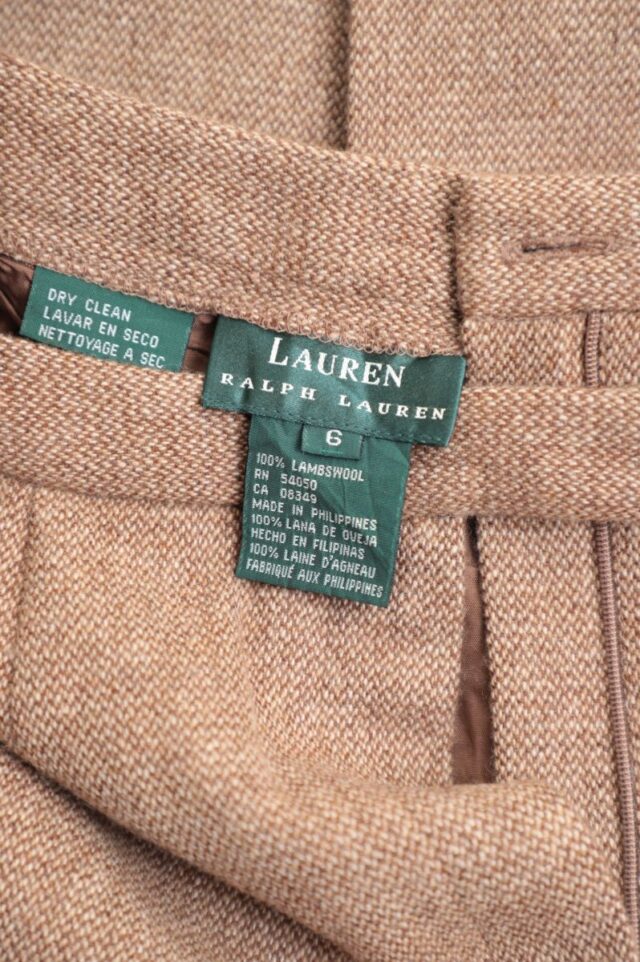 DRY CLEAN
LAVAR EN SECO
NETTOYAGE A SEC
LAUREN
RALPH LAUREN
6
100% LAMBSWOOL
RN 54050
CA 08349
MADE IN PHILIPPINES
100% LANA DE OVEJA
HECHO EN FILIPINAS
100% LAINE D'AGNEAU
FABRIQUÉ AUX PHILIPPINES